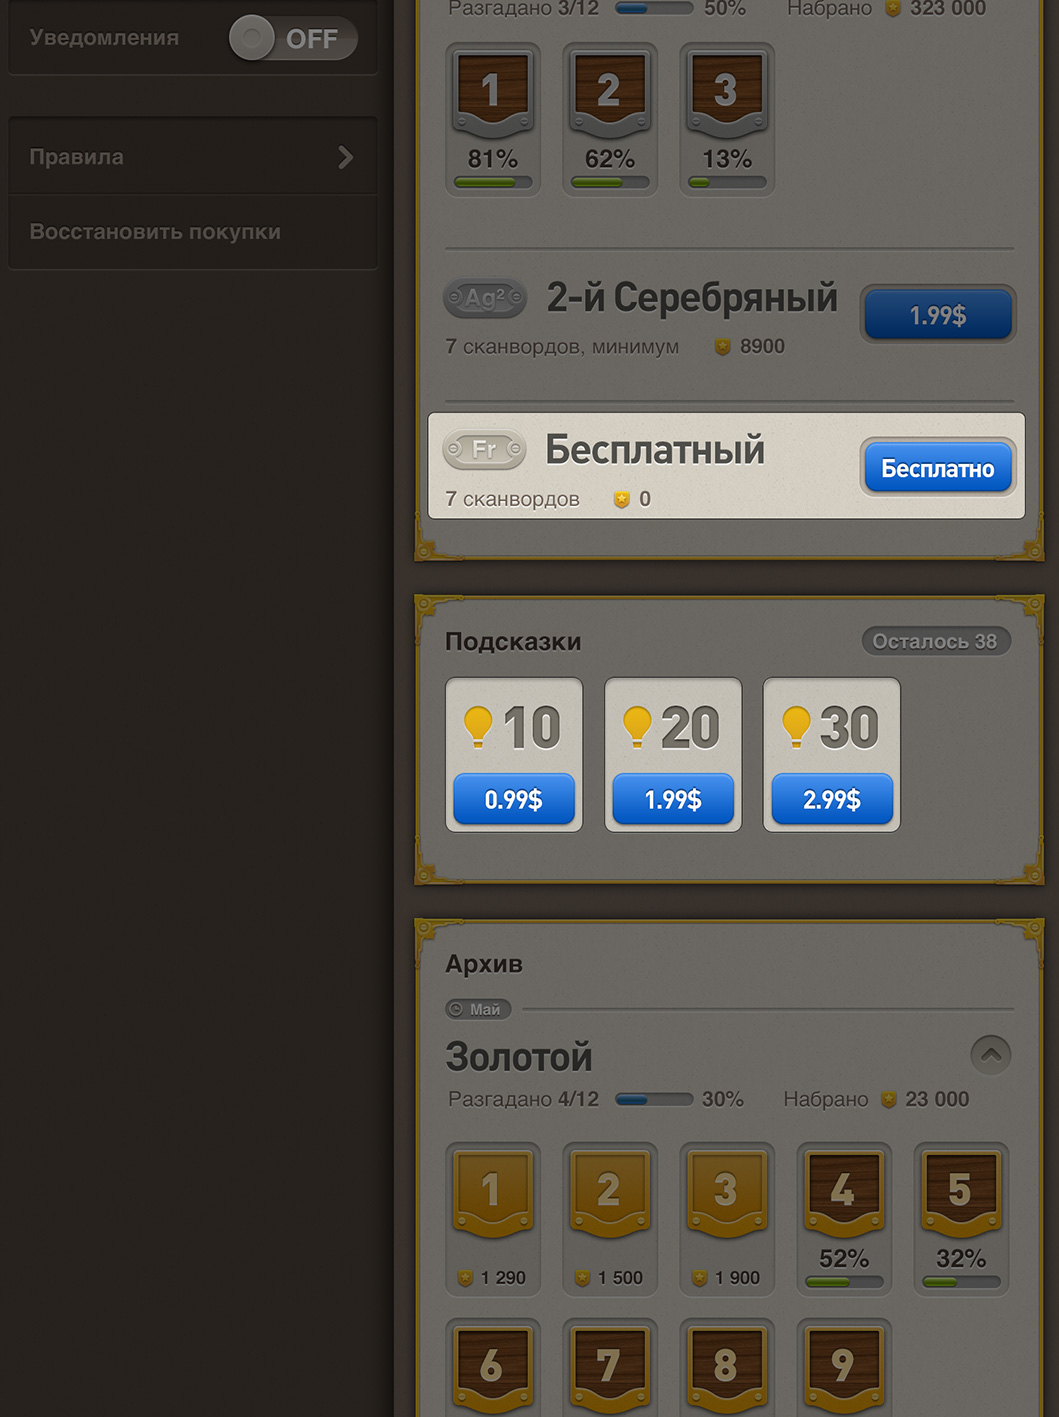 Уведомления
OFF
Правила
Восстановить покупки
Разгадано 3/12 50% Набрано 323 000
1 2 3
81% 62% 13%
Ag² 2-й Серебряный 1.99$
7 сканвордов, минимум 8900
Fr Бесплатный Бесплатно
7 сканвордов 0
Подсказки Осталось 38
10 20 30
0.99$ 1.99$ 2.99$
Архив
Май
Золотой
Разгадано 4/12 30% Набрано 23 000
1 2 3 4 5
1 290 1 500 1 900 52% 32%
6 7 8 9